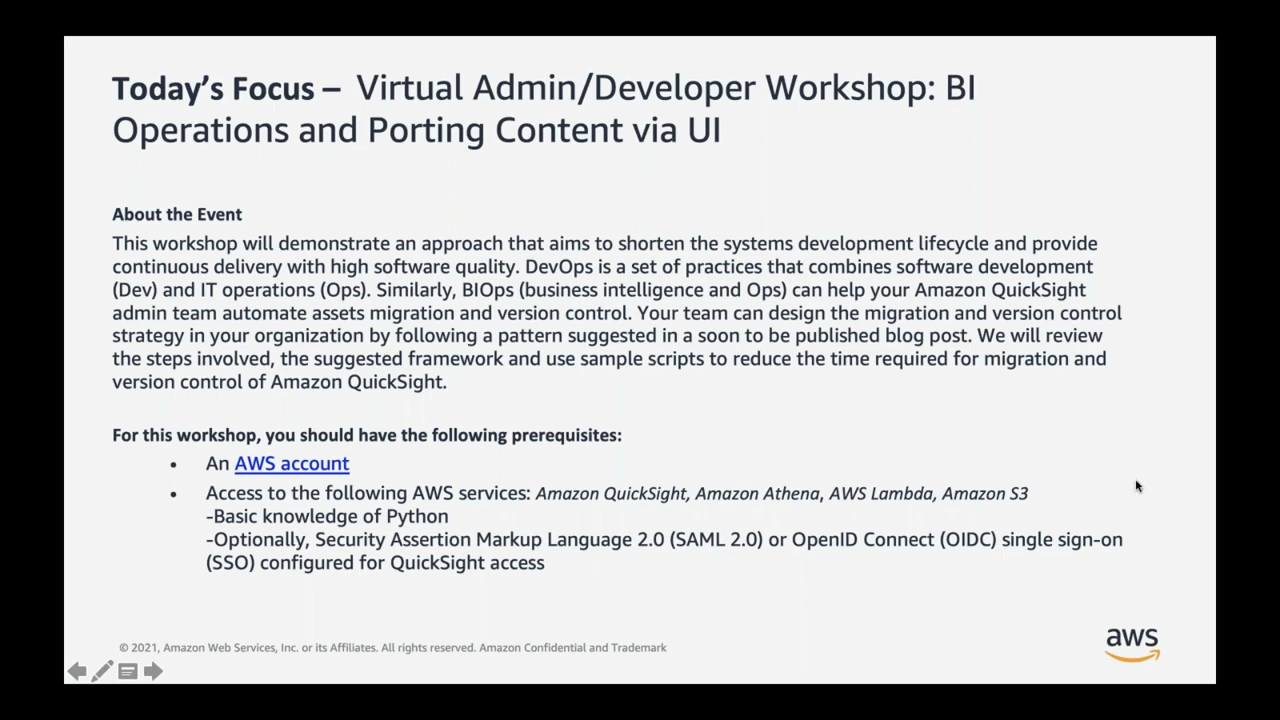 Today's Focus – Virtual Admin/Developer Workshop: BI
Operations and Porting Content via UI
About the Event
This workshop will demonstrate an approach that aims to shorten the systems development lifecycle and provide
continuous delivery with high software quality. DevOps is a set of practices that combines software development
(Dev) and IT operations (Ops). Similarly, BIOps (business intelligence and Ops) can help your Amazon QuickSight
admin team automate assets migration and version control. Your team can design the migration and version control
strategy in your organization by following a pattern suggested in a soon to be published blog post. We will review
the steps involved, the suggested framework and use sample scripts to reduce the time required for migration and
version control of Amazon QuickSight.
For this workshop, you should have the following prerequisites:
• An AWS account
• Access to the following AWS services: Amazon QuickSight, Amazon Athena, AWS Lambda, Amazon S3
-Basic knowledge of Python
-Optionally, Security Assertion Markup Language 2.0 (SAML 2.0) or OpenID Connect (OIDC) single sign-on
(SSO) configured for QuickSight access
© 2021, Amazon Web Services, Inc. or its Affiliates. All rights reserved. Amazon Confidential and Trademark
aws